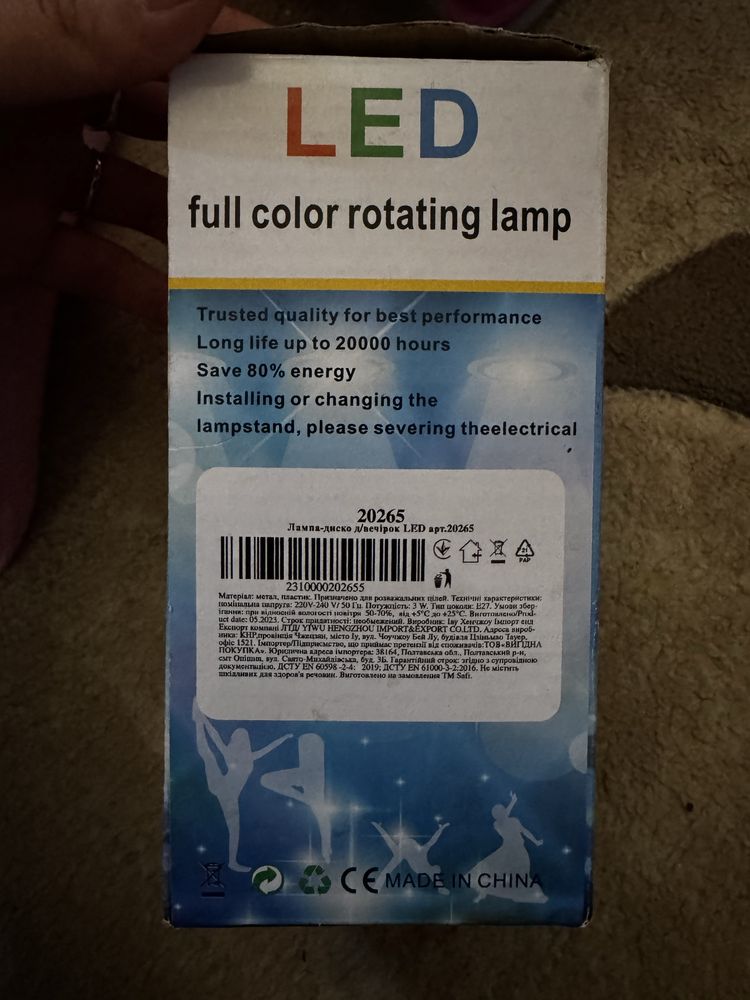 LED
full color rotating lamp
Trusted quality for best performance
Long life up to 20000 hours
Save 80% energy
Installing or changing the
lampstand, please severing theelectrical
20265
Лампа-диско д/вечірок LED арт.20265
21
PAP
2310000202655
Матеріал: метал, пластик. Призначено для розважальних цілей. Технічні характеристики:
номінальна напруга: 220V-240 V/ 50 Гц. Потужність: 3 W. Тип цоколя: E27. Умови збер-
ігання: при відносній вологості повітря 50-70%, від +5°C до +25°C. Виготовлено/Prod-
uct date: 05.2023. Строк придатності: необмежений. Виробник: Іву Хенчжоу Імпорт енд
Експорт компані ЛТД/ YIWU HENGZHOU IMPORT&EXPORT CO.LTD. Адреса вироб-
ника: КНР,провінція Чжецзян, місто Іу, вул. Чоучжоу Бей Лу, будівля Цзіньмао Тауер,
офіс 1521. Імпортер/Підприємство, що приймає претензії від споживачів:ТОВ «ВИГІДНА
ПОКУПКА». Юридична адреса імпортера: 38164, Полтавська обл., Полтавський р-н,
смт Опішня, вул. Свято-Михайлівська, буд. 3Б. Гарантійний строк: згідно з супровідною
документацією. ДСТУ EN 60598 -2-4: 2019; ДСТУ EN 61000-3-2:2016. Не містить
шкідливих для здоров'я речовин. Виготовлено на замовлення ТМ Saft.
CE MADE IN CHINA